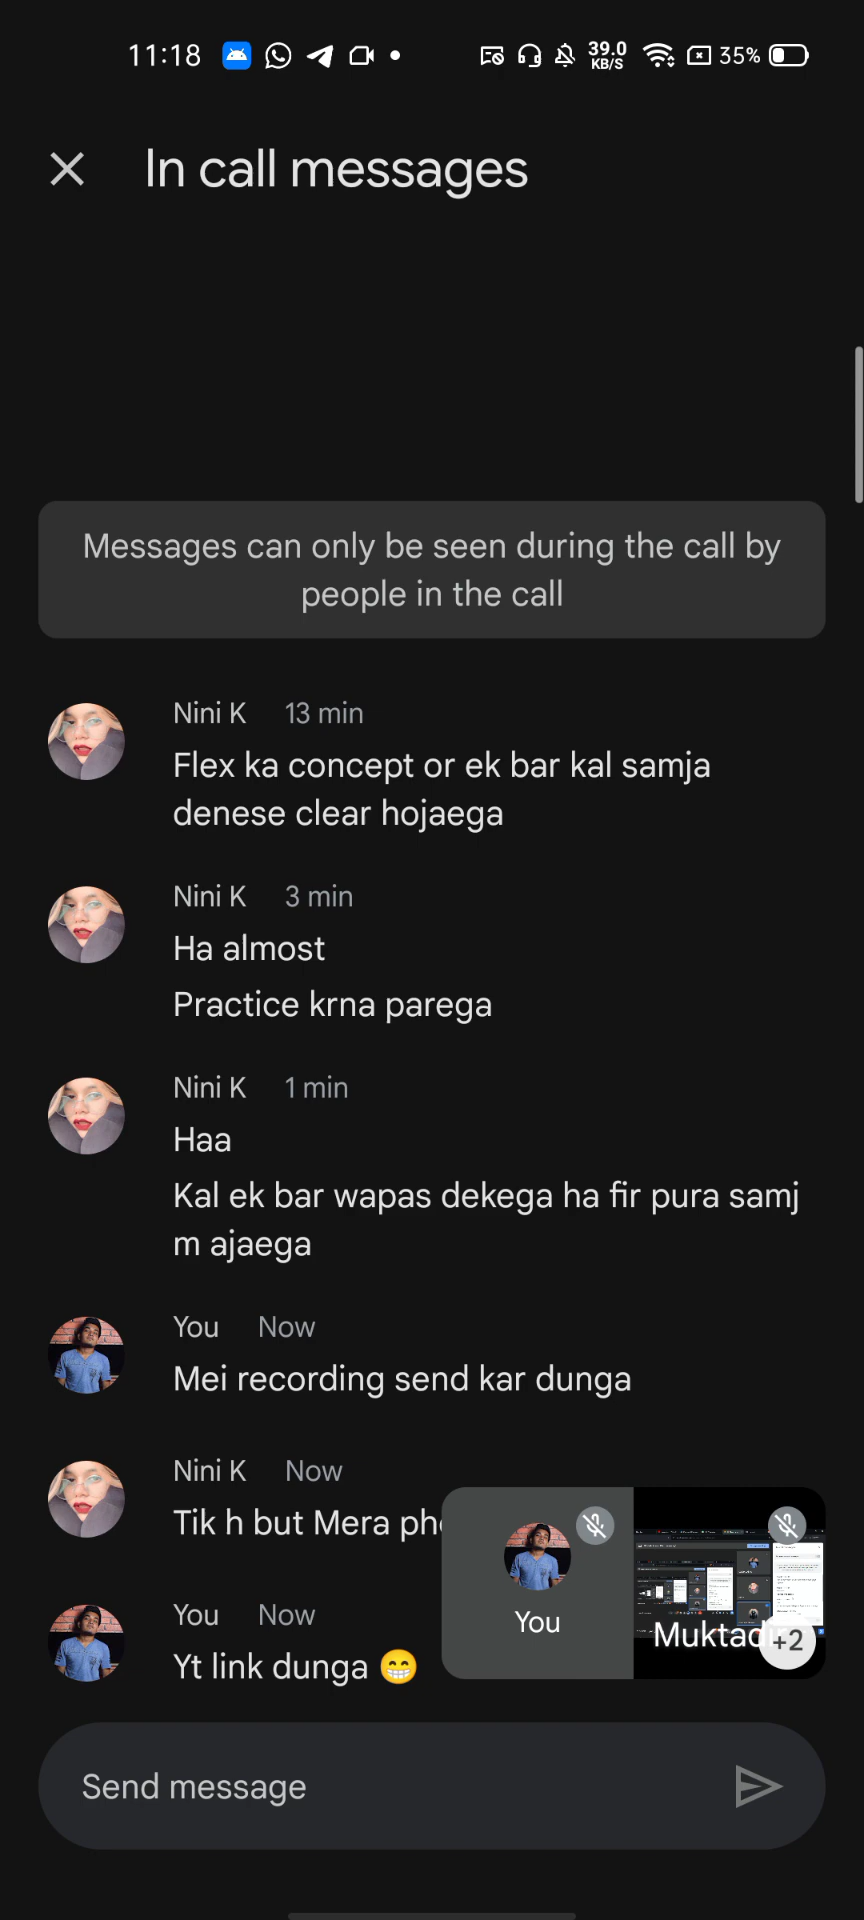 11:18
39.0
KB/S
35%
In call messages
Messages can only be seen during the call by
people in the call
Nini K 13 min
Flex ka concept or ek bar kal samja
denese clear hojaega
Nini K 3 min
Ha almost
Practice krna parega
Nini K 1 min
Haa
Kal ek bar wapas dekega ha fir pura samj
m ajaega
You Now
Mei recording send kar dunga
Nini K Now
Tik h but Mera
You Now
Yt link dunga 😁
You
+2
Send message